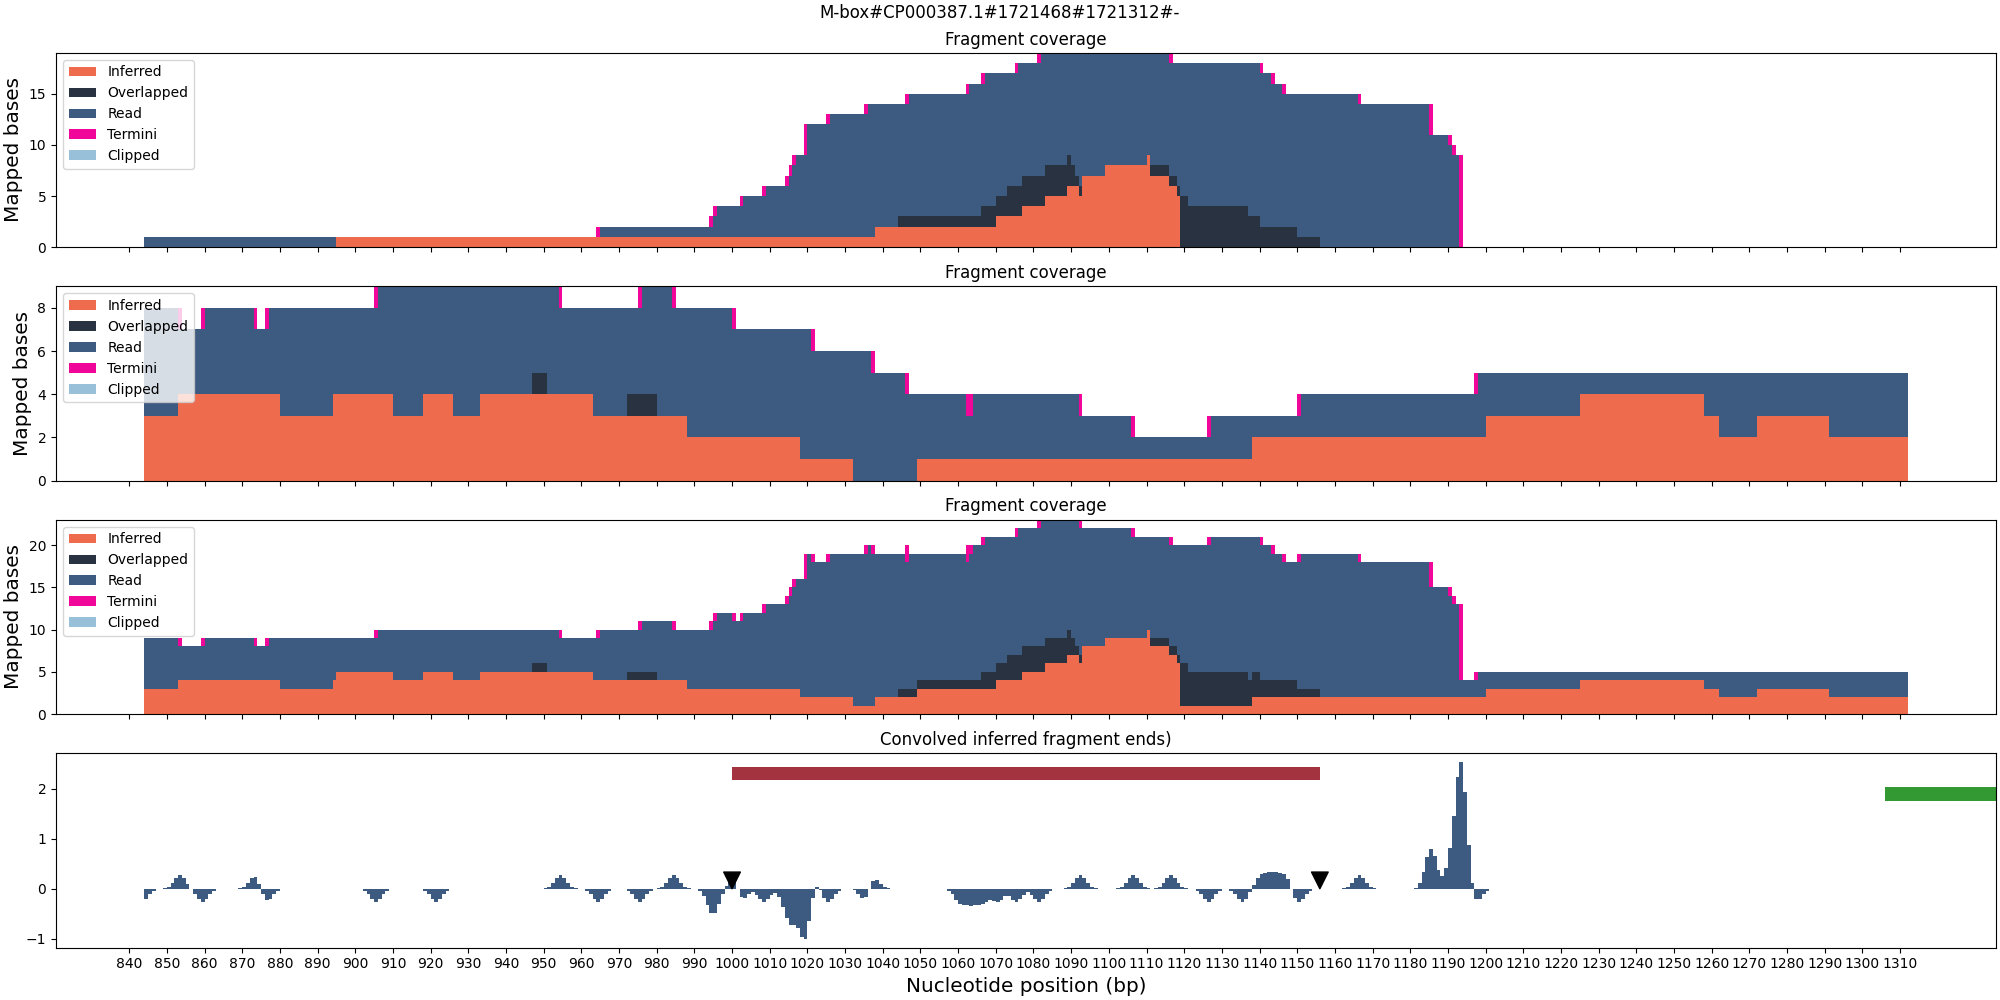 M-box#CP000387.1#1721468#1721312#-
Fragment coverage
Mapped bases
15
10
5
0
Inferred
Overlapped
Read
Termini
Clipped
Fragment coverage
Mapped bases
8
6
4
2
0
Inferred
Overlapped
Read
Termini
Clipped
Fragment coverage
Mapped bases
20
15
10
5
0
Inferred
Overlapped
Read
Termini
Clipped
Convolved inferred fragment ends)
2
1
0
−1
840 850 860 870 880 890 900 910 920 930 940 950 960 970 980 990 1000 1010 1020 1030 1040 1050 1060 1070 1080 1090 1100 1110 1120 1130 1140 1150 1160 1170 1180 1190 1200 1210 1220 1230 1240 1250 1260 1270 1280 1290 1300 1310
Nucleotide position (bp)